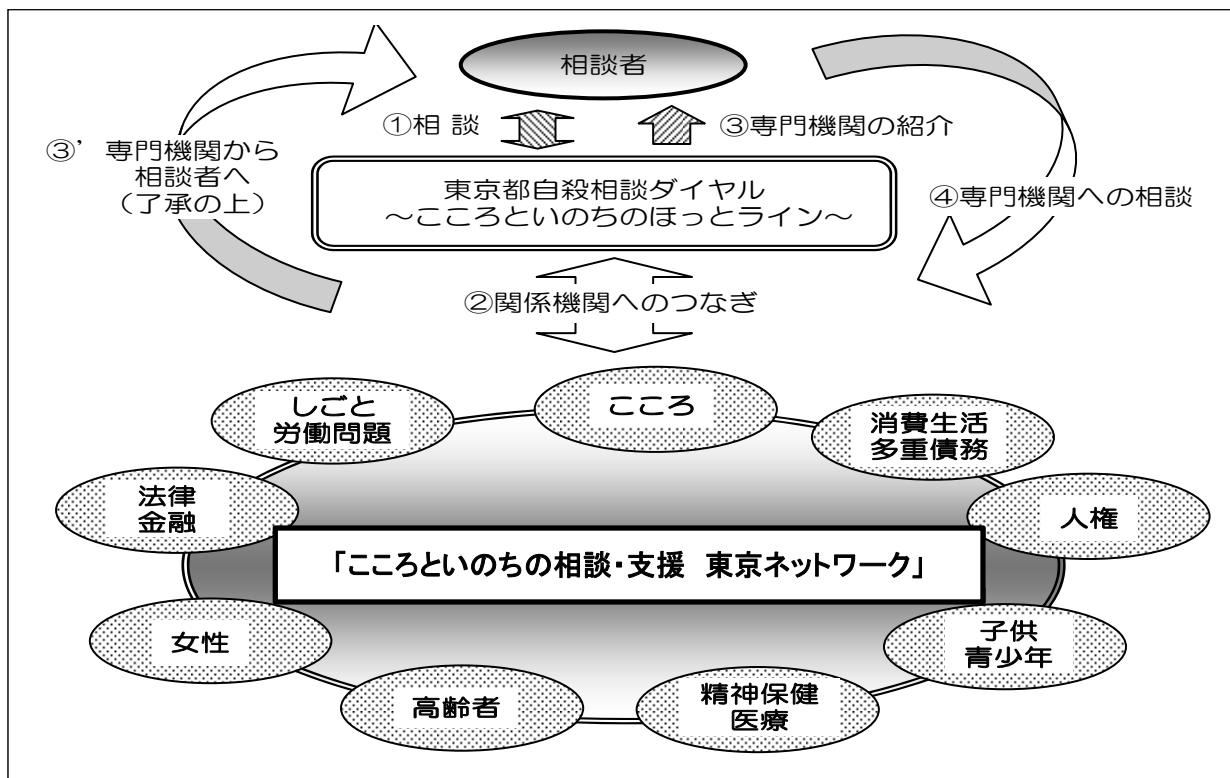 相談者
①相 談
③専門機関の紹介
③’専門機関から
相談者へ
（了承の上）
東京都自殺相談ダイヤル
～こころといのちのほっとライン～
④専門機関への相談
②関係機関へのつなぎ
しごと
労働問題
こころ
消費生活
多重債務
法律
金融
人権
「こころといのちの相談・支援　東京ネットワーク」
女性
子供
青少年
高齢者
精神保健
医療